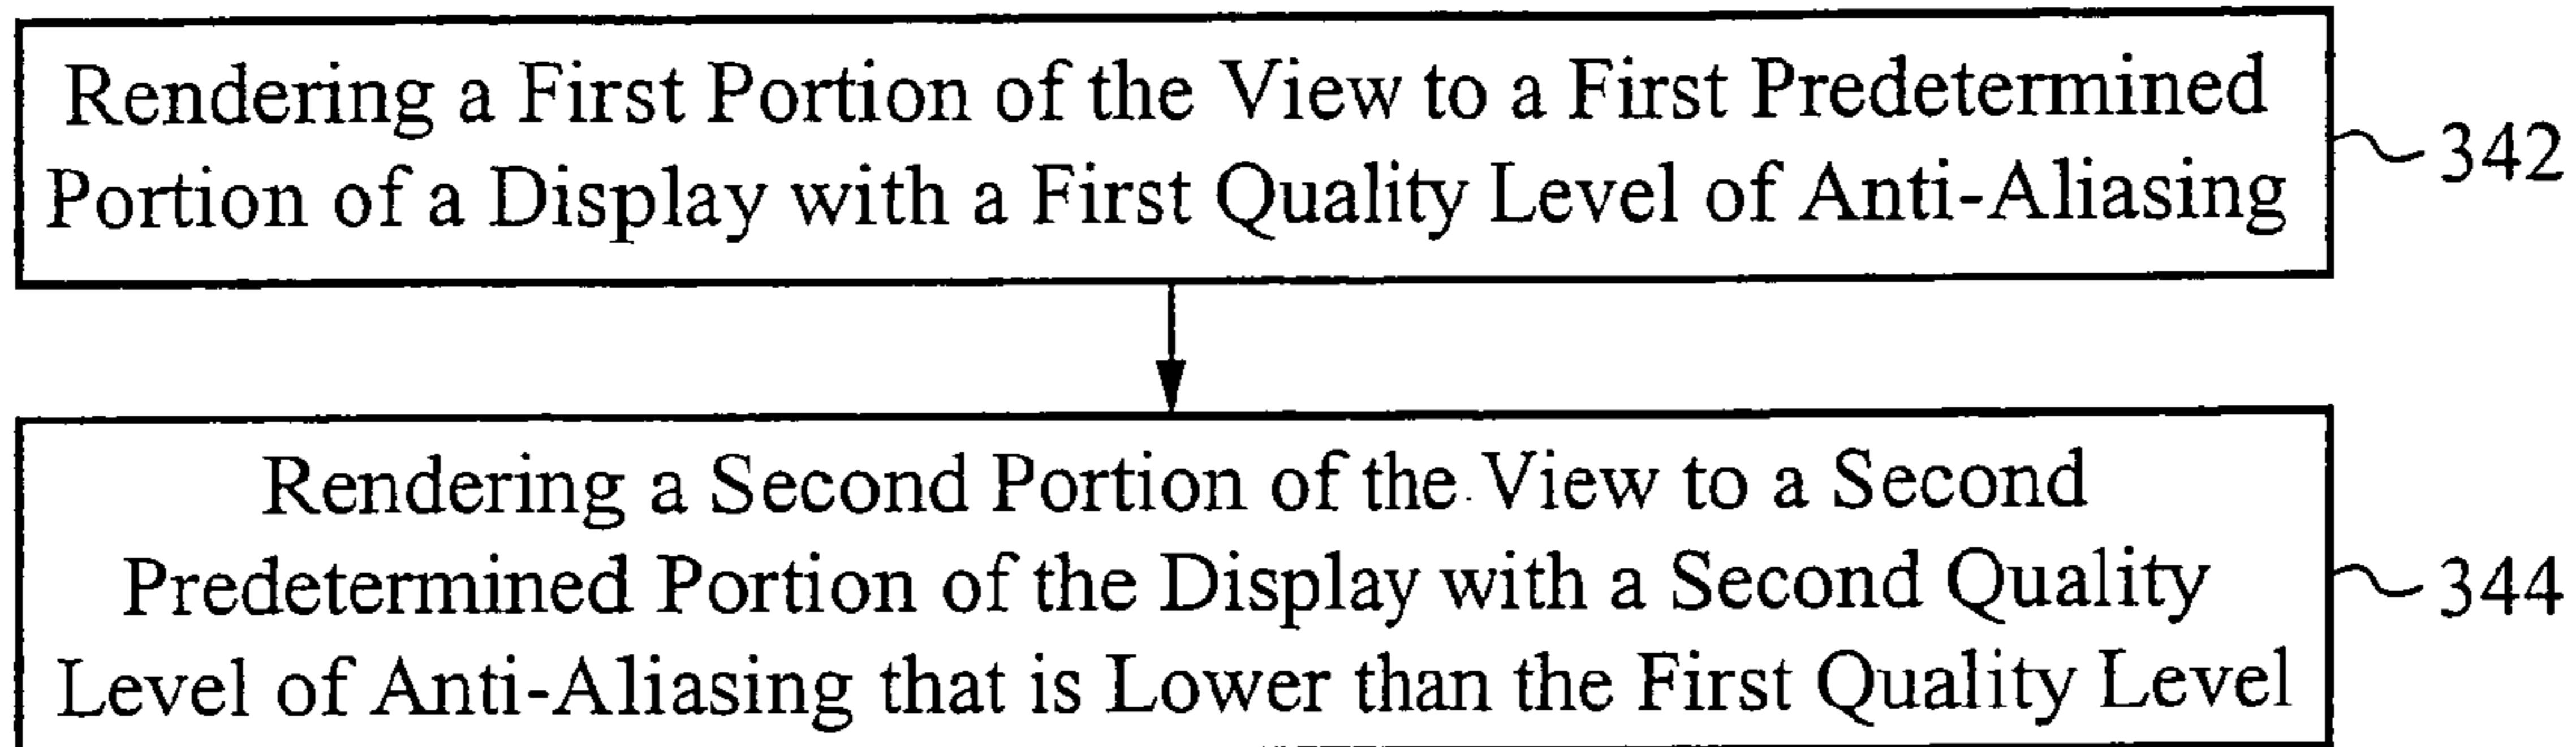 Rendering a First Portion of the View to a First Predetermined
Portion of a Display with a First Quality Level of Anti-Aliasing
342
Rendering a Second Portion of the View to a Second
Predetermined Portion of the Display with a Second Quality
Level of Anti-Aliasing that is Lower than the First Quality Level
344